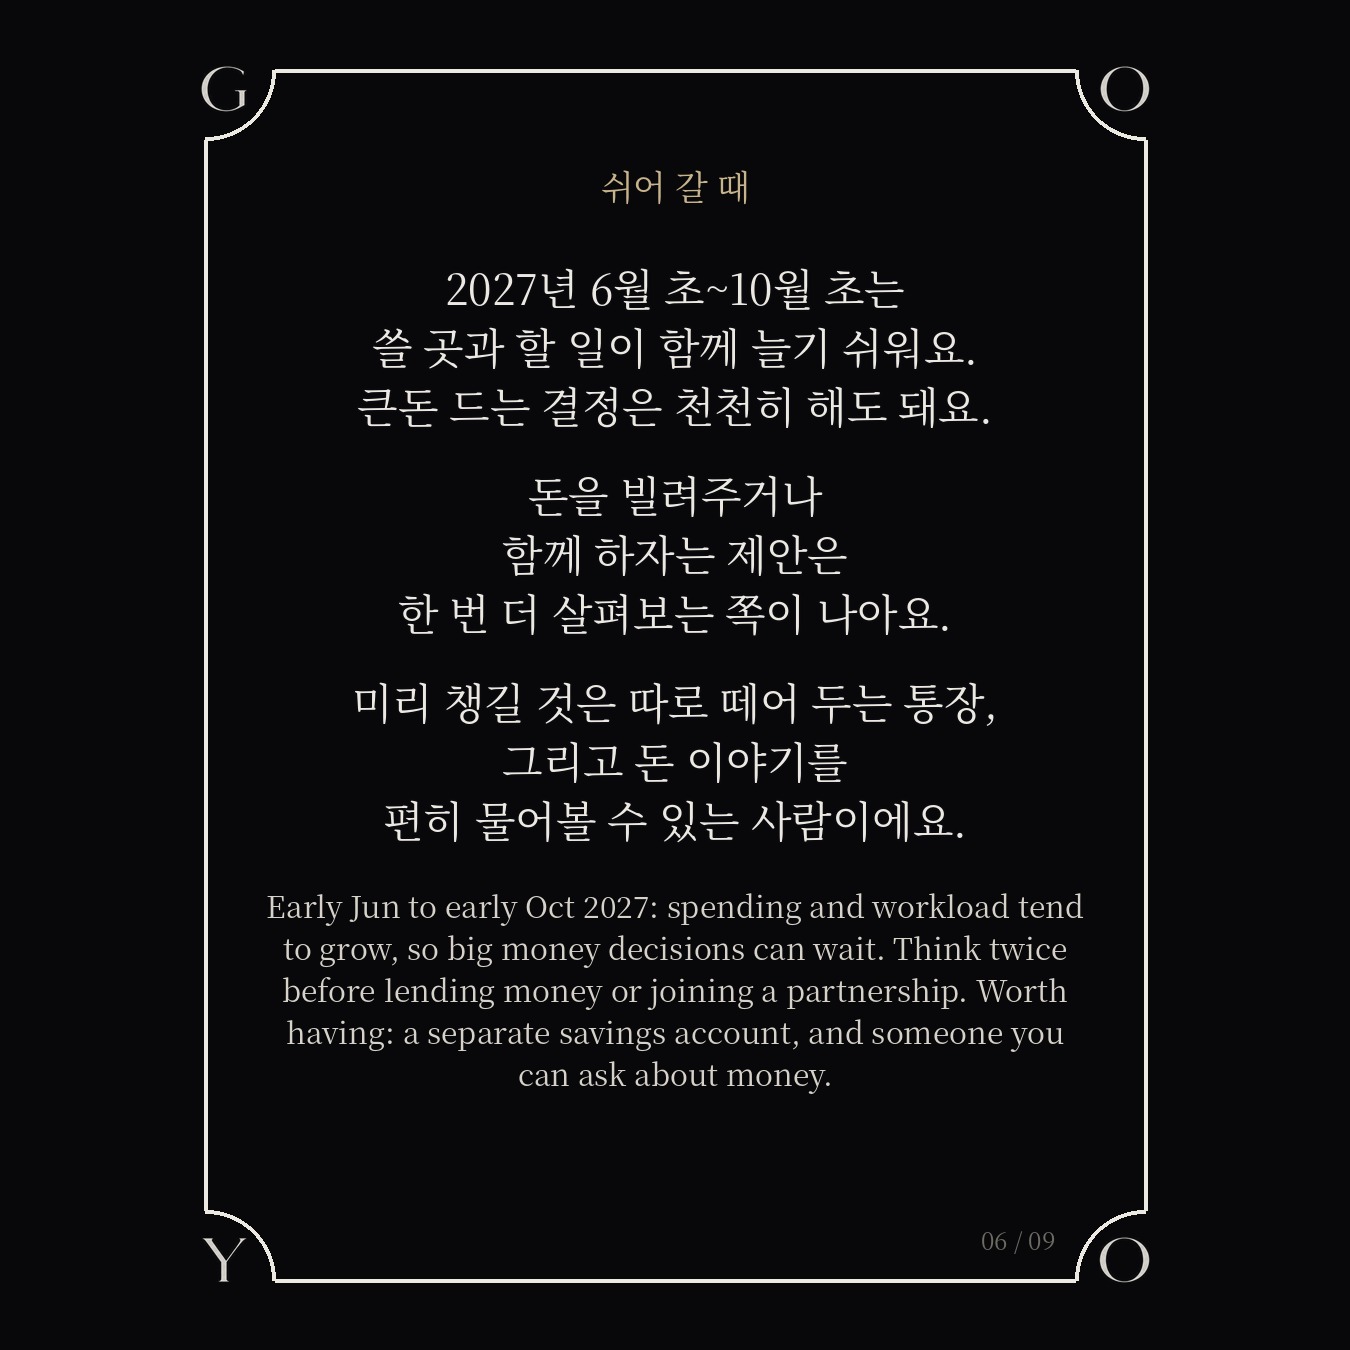 G O
쉬어 갈 때
2027년 6월 초~10월 초는
쓸 곳과 할 일이 함께 늘기 쉬워요.
큰돈 드는 결정은 천천히 해도 돼요.
돈을 빌려주거나
함께 하자는 제안은
한 번 더 살펴보는 쪽이 나아요.
미리 챙길 것은 따로 떼어 두는 통장,
그리고 돈 이야기를
편히 물어볼 수 있는 사람이에요.
Early Jun to early Oct 2027: spending and workload tend
to grow, so big money decisions can wait. Think twice
before lending money or joining a partnership. Worth
having: a separate savings account, and someone you
can ask about money.
06 / 09
Y O